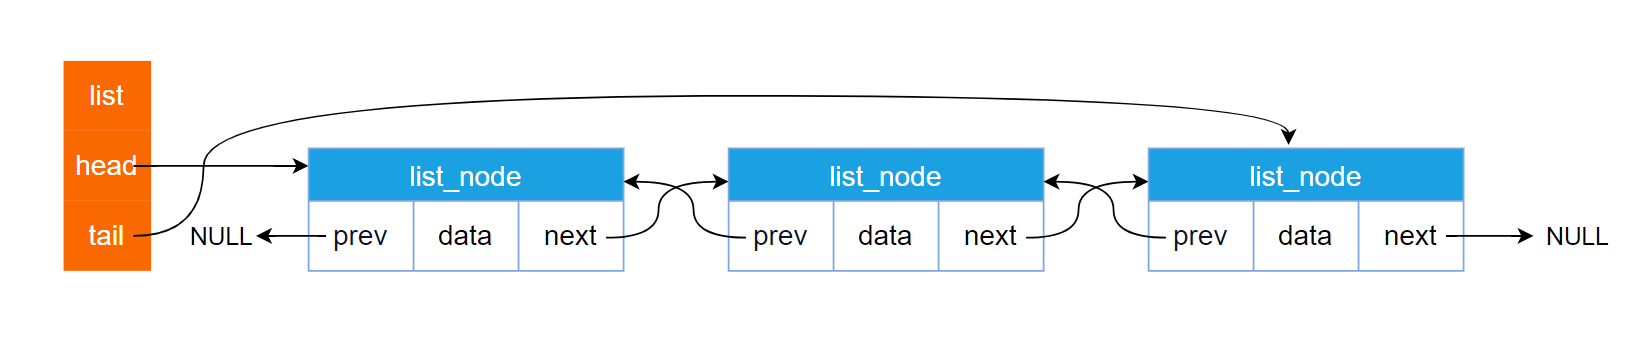 list
head
tail
list_node
list_node
list_node
NULL
prev
data
next
prev
data
next
prev
data
next
NULL